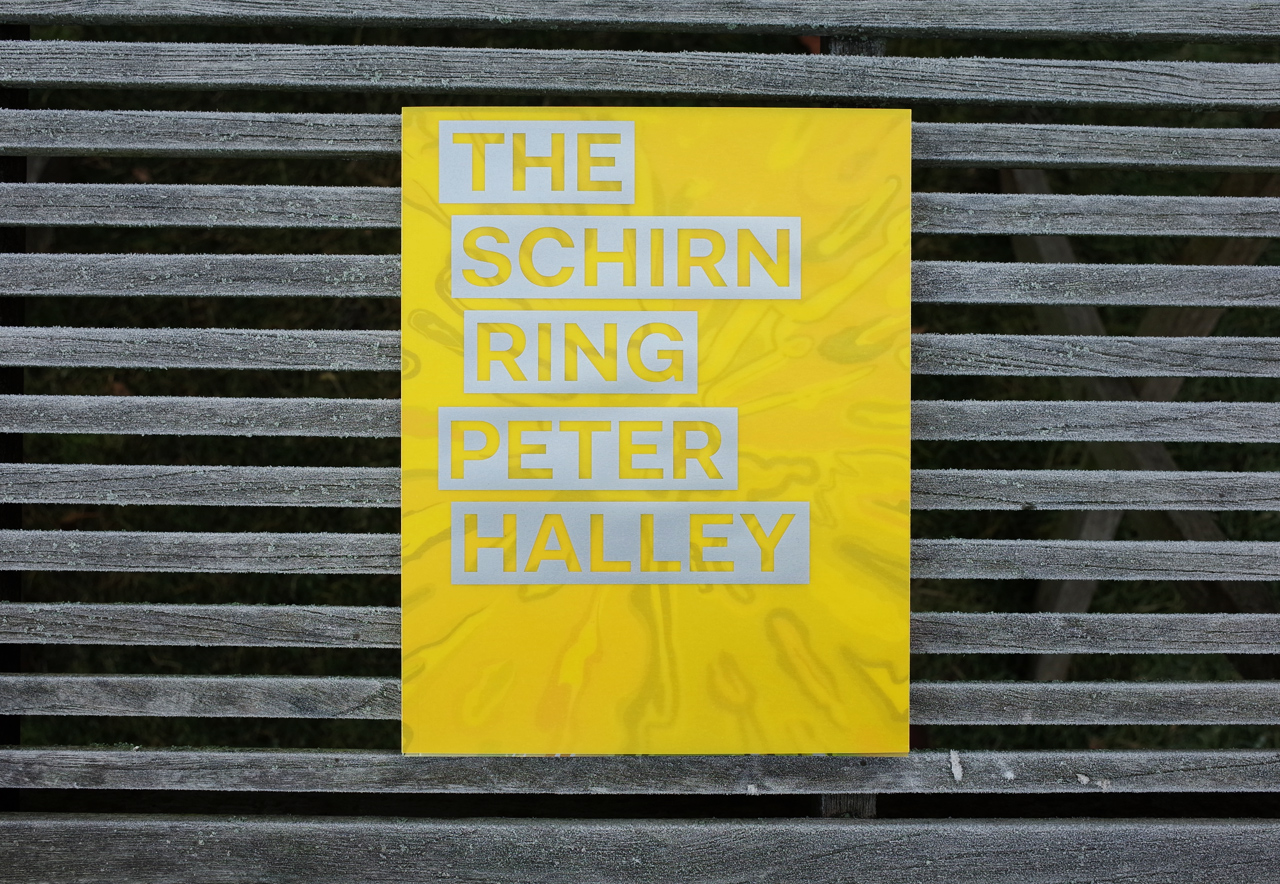 THE
SCHIRN
RING
PETER
HALLEY